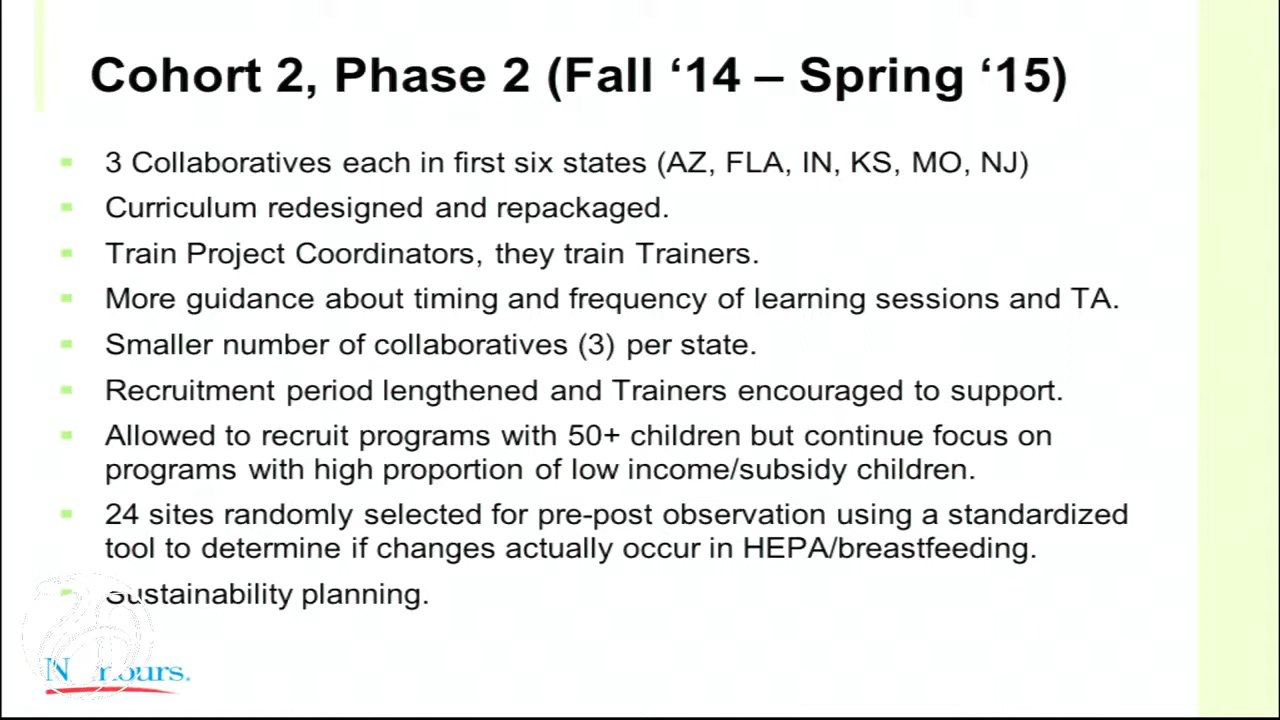 Cohort 2, Phase 2 (Fall ‘14 – Spring ‘15)
3 Collaboratives each in first six states (AZ, FLA, IN, KS, MO, NJ)
Curriculum redesigned and repackaged.
Train Project Coordinators, they train Trainers.
More guidance about timing and frequency of learning sessions and TA.
Smaller number of collaboratives (3) per state.
Recruitment period lengthened and Trainers encouraged to support.
Allowed to recruit programs with 50+ children but continue focus on
programs with high proportion of low income/subsidy children.
24 sites randomly selected for pre-post observation using a standardized
tool to determine if changes actually occur in HEPA/breastfeeding.
Sustainability planning.